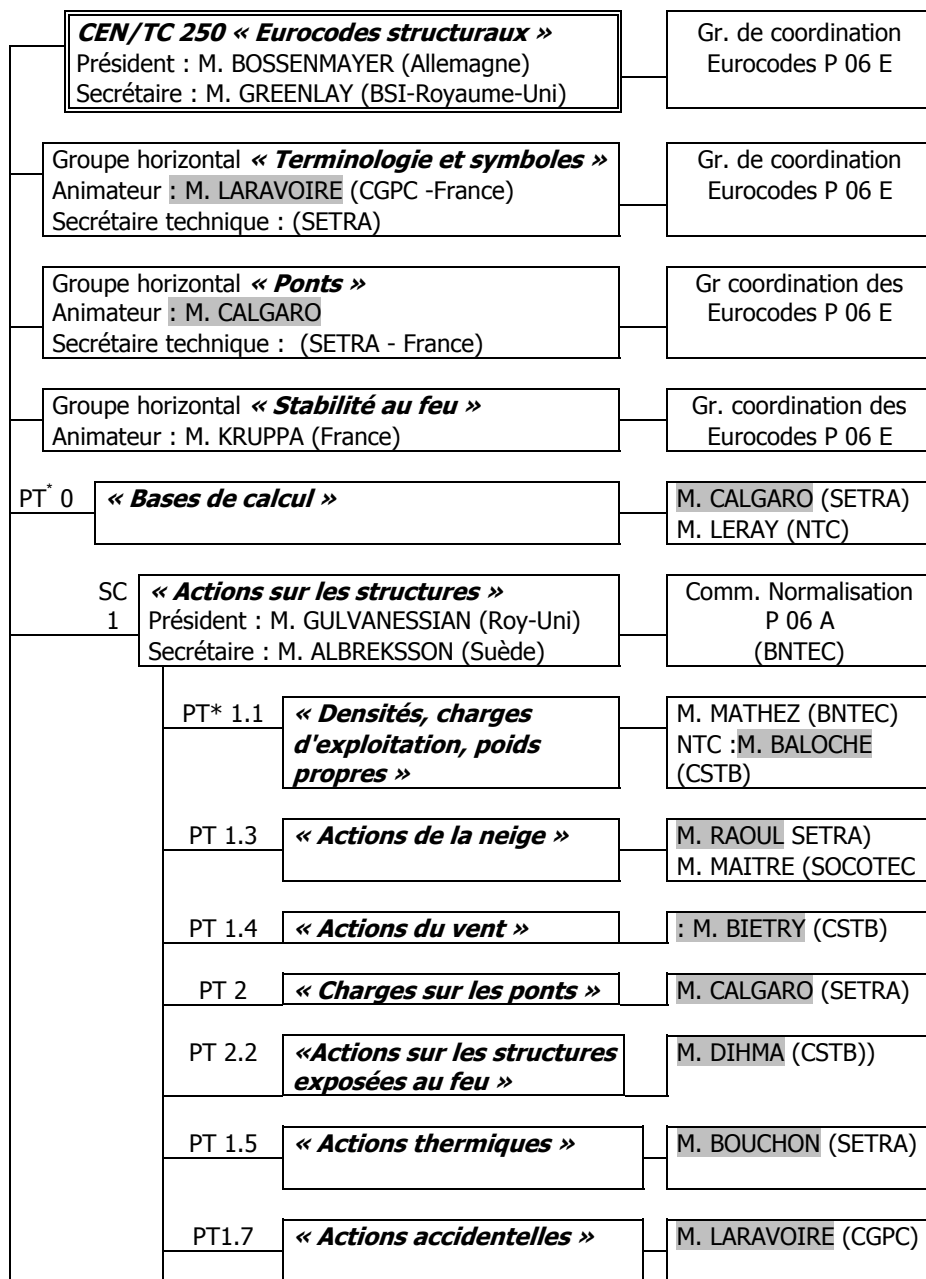 CEN/TC 250 « Eurocodes structuraux »
Président : M. BOSSENMAYER (Allemagne)
Secrétaire : M. GREENLAY (BSI-Royaume-Uni)
Gr. de coordination
Eurocodes P 06 E
Groupe horizontal « Terminologie et symboles »
Animateur : M. LARAVOIRE (CGPC -France)
Secrétaire technique : (SETRA)
Gr. de coordination
Eurocodes P 06 E
Groupe horizontal « Ponts »
Animateur : M. CALGARO
Secrétaire technique :  (SETRA - France)
Gr coordination des
Eurocodes P 06 E
Groupe horizontal « Stabilité au feu »
Animateur : M. KRUPPA (France)
Gr. coordination des
Eurocodes P 06 E
PT* 0
« Bases de calcul »
M. CALGARO (SETRA)
M. LERAY (NTC)
SC
1
« Actions sur les structures »
Président : M. GULVANESSIAN (Roy-Uni)
Secrétaire : M. ALBREKSSON (Suède)
Comm. Normalisation
P 06 A
(BNTEC)
PT* 1.1
« Densités, charges
d'exploitation, poids
propres »
M. MATHEZ (BNTEC)
NTC :M. BALOCHE
(CSTB)
PT 1.3
« Actions de la neige »
M. RAOUL SETRA)
M. MAITRE (SOCOTEC
PT 1.4
« Actions du vent »
: M. BIETRY (CSTB)
PT 2
« Charges sur les ponts »
M. CALGARO (SETRA)
PT 2.2
«Actions sur les structures
exposées au feu »
M. DIHMA (CSTB))
PT 1.5
« Actions thermiques »
M. BOUCHON (SETRA)
PT1.7
« Actions accidentelles »
M. LARAVOIRE (CGPC)